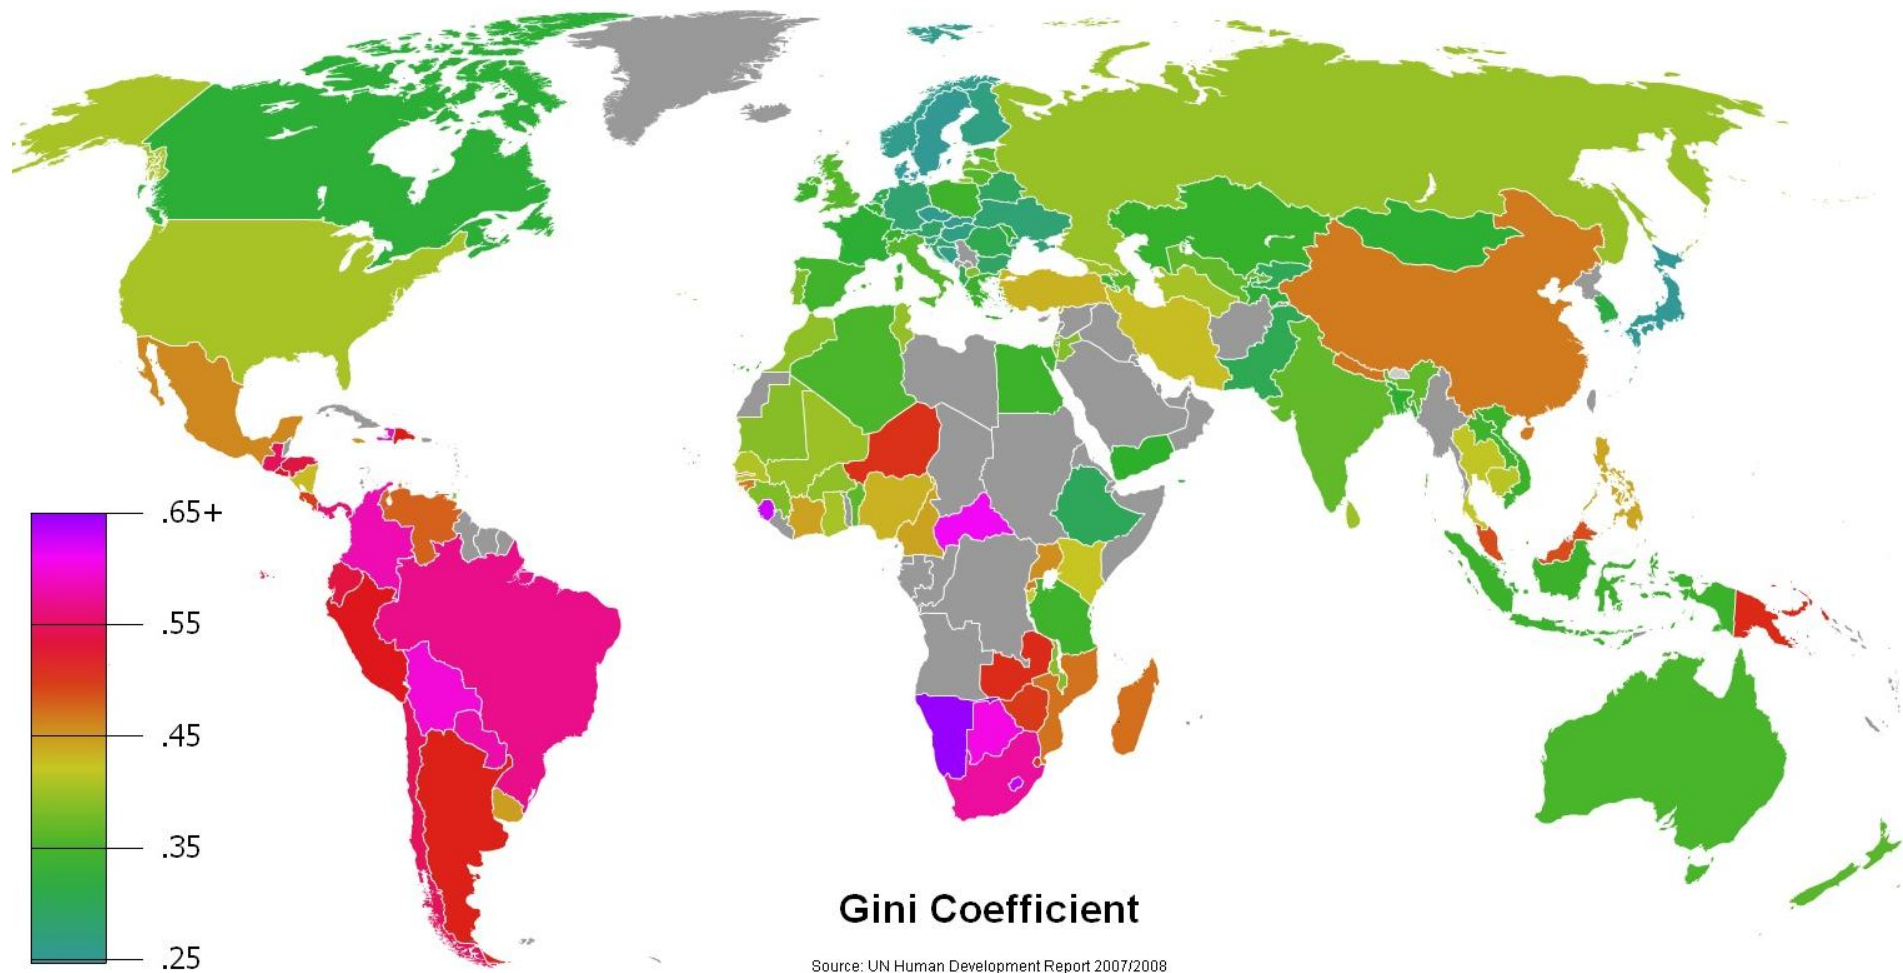 .65+
.55
.45
.35
.25
Gini Coefficient
Source: UN Human Development Report 2007/2008